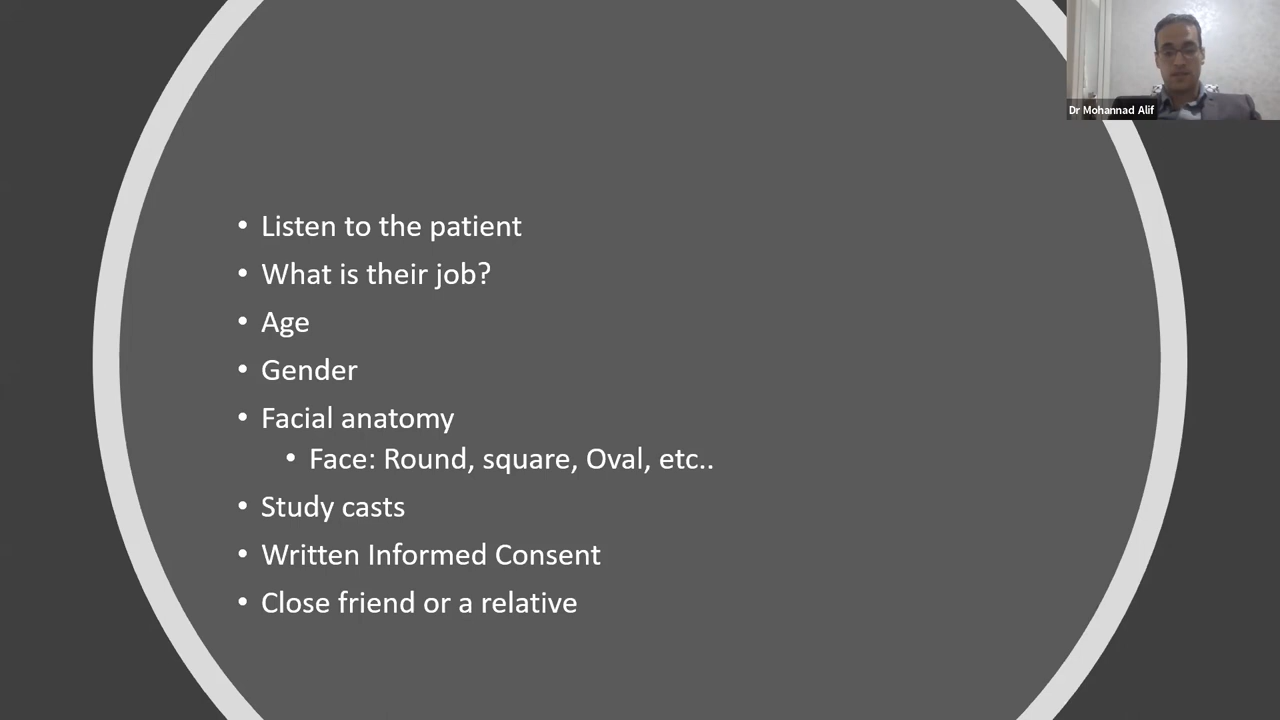 Dr Mohannad Alif
• Listen to the patient
• What is their job?
• Age
• Gender
• Facial anatomy
• Face: Round, square, Oval, etc..
• Study casts
• Written Informed Consent
• Close friend or a relative